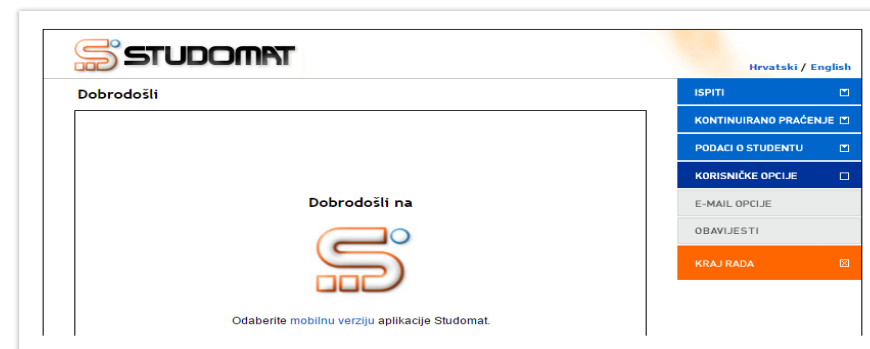 STUDOMAT
Hrvatski / English
Dobrodošli
Dobrodošli na
Odaberite mobilnu verziju aplikacije Studomat.
ISPITI
KONTINUIRANO PRAĆENJE
PODACI O STUDENTU
KORISNIČKE OPCIJE
E-MAIL OPCIJE
OBAVIJESTI
KRAJ RADA